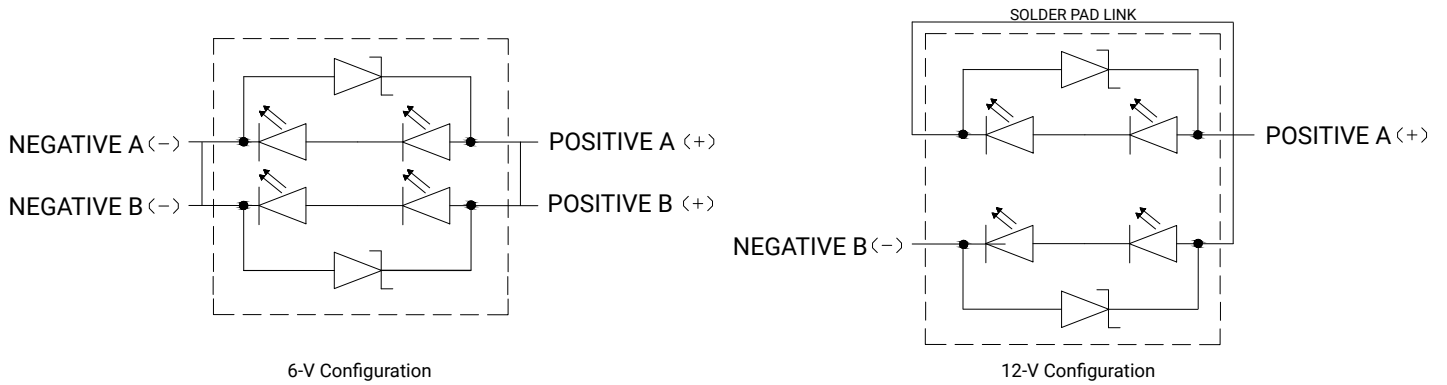 SOLDER PAD LINK
NEGATIVE A (−)
POSITIVE A (+)
NEGATIVE B (−)
POSITIVE B (+)
POSITIVE A (+)
NEGATIVE B (−)
6-V Configuration
12-V Configuration